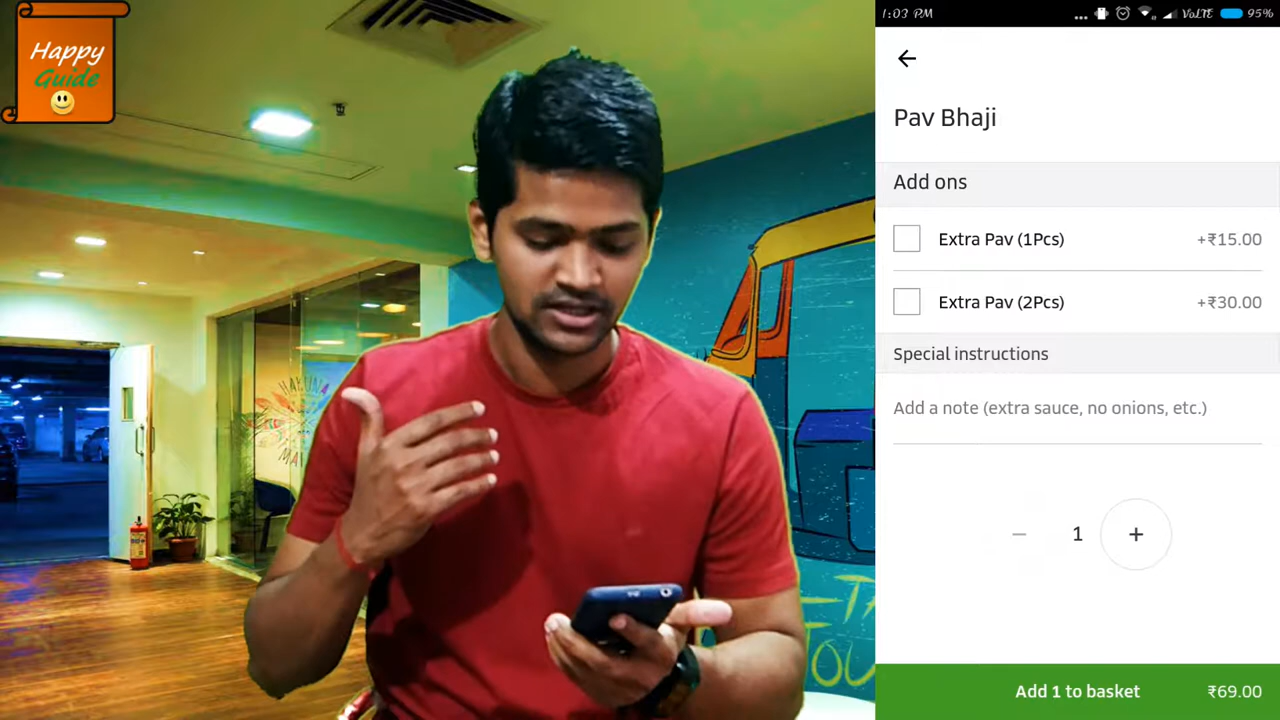 Happy
Guide
HAKUNA
1:03 PM
VoLTE
95%
Pav Bhaji
Add ons
Extra Pav (1Pcs) +₹15.00
Extra Pav (2Pcs) +₹30.00
Special instructions
Add a note (extra sauce, no onions, etc.)
1
Add 1 to basket ₹69.00